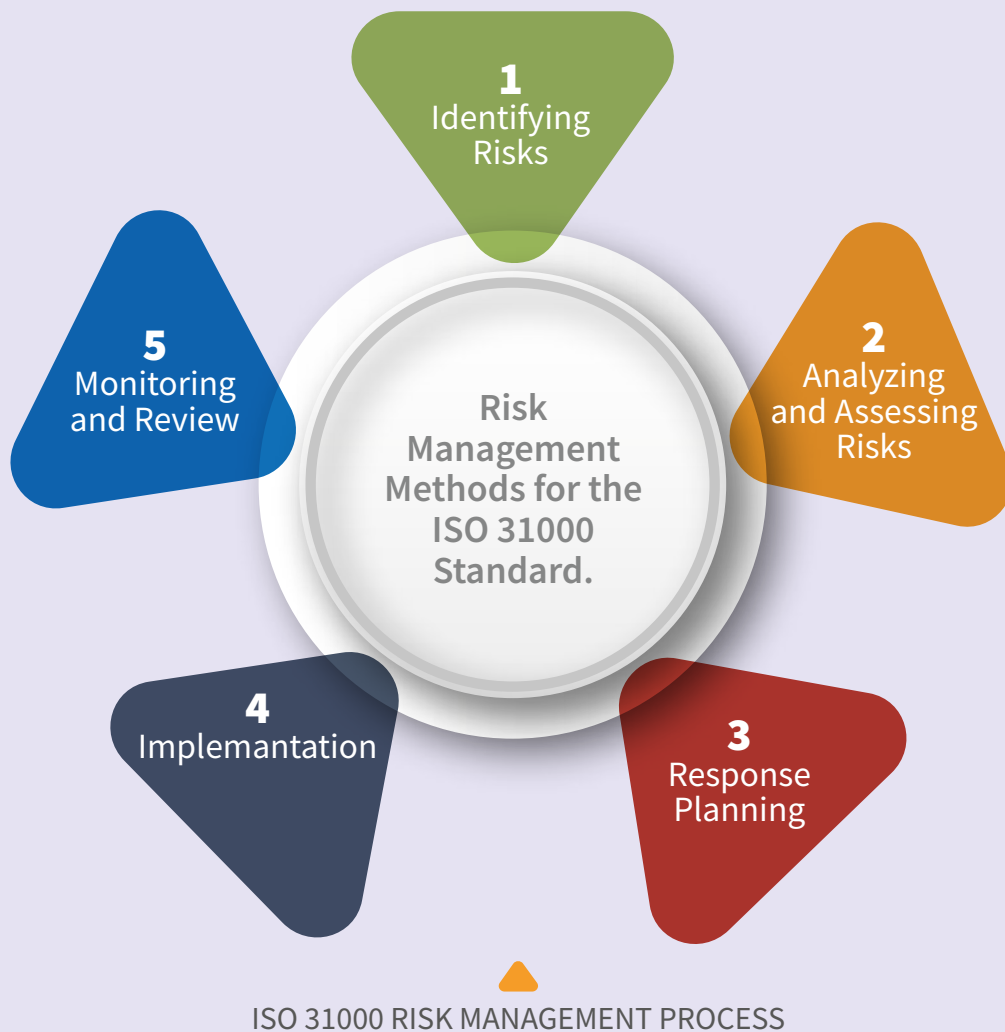 1
Identifying
Risks
2
Analyzing
and Assessing
Risks
3
Response
Planning
4
Implemantation
5
Monitoring
and Review
Risk
Management
Methods for the
ISO 31000
Standard.
ISO 31000 RISK MANAGEMENT PROCESS